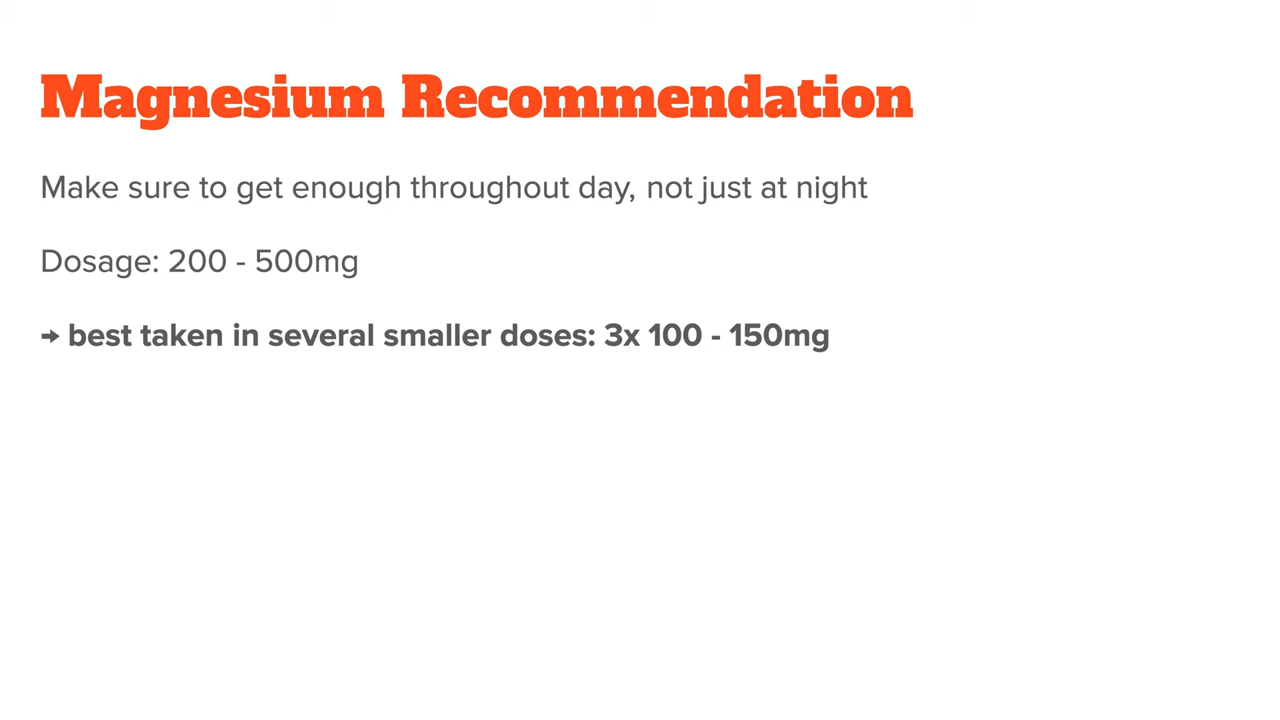 Magnesium Recommendation
Make sure to get enough throughout day, not just at night
Dosage: 200 - 500mg
→ best taken in several smaller doses: 3x 100 - 150mg